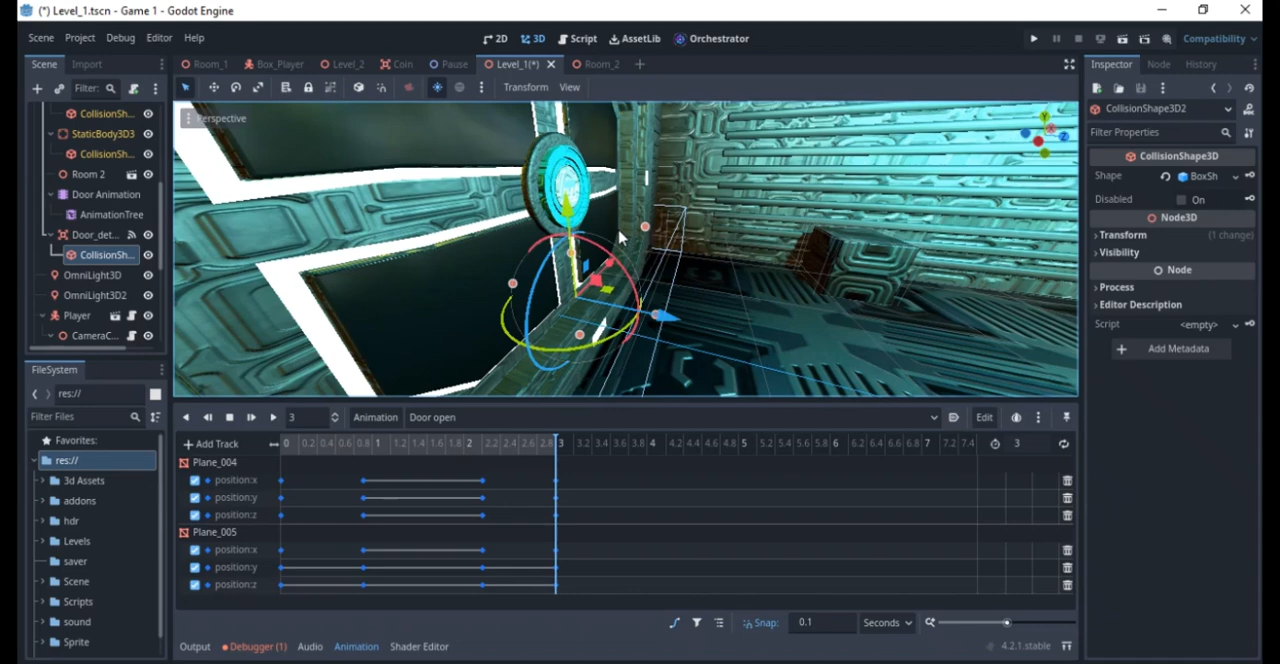 (*) Level_1.tscn - Game 1 - Godot Engine
Scene Project Debug Editor Help
2D 3D Script AssetLib Orchestrator
Compatibility
Scene Import
Room_1 Box_Player Level_2 Coin Pause Level_1(*) Room_2
Inspector Node History
Filter:
Transform View
CollisionShape3D2
Filter Properties
Perspective
CollisionSh...
StaticBody3D3
CollisionSh...
Room 2
Door Animation
AnimationTree
Door_det...
CollisionSh...
OmniLight3D
OmniLight3D2
Player
CameraC...
CollisionShape3D
Shape BoxSh
Disabled On
Node3D
Transform (1 change)
Visibility
Node
Process
Editor Description
Script <empty>
Add Metadata
FileSystem
res://
Filter Files
Favorites:
res://
3d Assets
addons
hdr
Levels
saver
Scene
Scripts
sound
Sprite
3 Animation Door open Edit
Add Track 0 0.2 0.4 0.6 0.8 1 1.2 1.4 1.6 1.8 2 2.2 2.4 2.6 2.8 3 3.2 3.4 3.6 3.8 4 4.2 4.4 4.6 4.8 5 5.2 5.4 5.6 5.8 6 6.2 6.4 6.6 6.8 7 7.2 7.4 3
Plane_004
position:x
position:y
position:z
Plane_005
position:x
position:y
position:z
Snap: 0.1 Seconds
Output Debugger (1) Audio Animation Shader Editor 4.2.1.stable